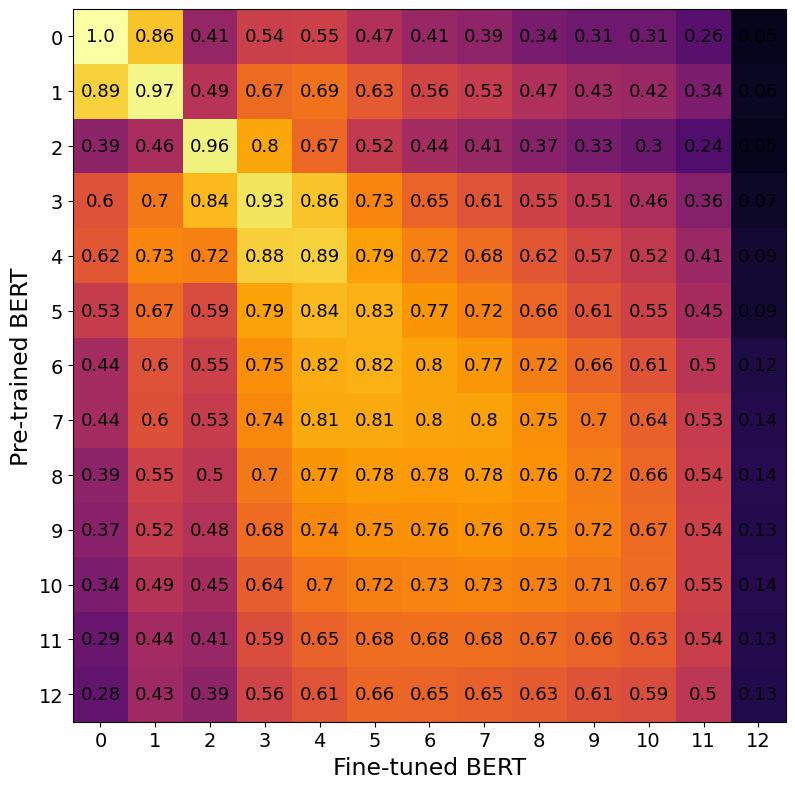 0 1.0 0.86 0.41 0.54 0.55 0.47 0.41 0.39 0.34 0.31 0.31 0.26 0.05
1 0.89 0.97 0.49 0.67 0.69 0.63 0.56 0.53 0.47 0.43 0.42 0.34 0.06
2 0.39 0.46 0.96 0.8 0.67 0.52 0.44 0.41 0.37 0.33 0.3 0.24 0.05
3 0.6 0.7 0.84 0.93 0.86 0.73 0.65 0.61 0.55 0.51 0.46 0.36 0.07
4 0.62 0.73 0.72 0.88 0.89 0.79 0.72 0.68 0.62 0.57 0.52 0.41 0.09
5 0.53 0.67 0.59 0.79 0.84 0.83 0.77 0.72 0.66 0.61 0.55 0.45 0.09
6 0.44 0.6 0.55 0.75 0.82 0.82 0.8 0.77 0.72 0.66 0.61 0.5 0.12
7 0.44 0.6 0.53 0.74 0.81 0.81 0.8 0.8 0.75 0.7 0.64 0.53 0.14
8 0.39 0.55 0.5 0.7 0.77 0.78 0.78 0.78 0.76 0.72 0.66 0.54 0.14
9 0.37 0.52 0.48 0.68 0.74 0.75 0.76 0.76 0.75 0.72 0.67 0.54 0.13
10 0.34 0.49 0.45 0.64 0.7 0.72 0.73 0.73 0.73 0.71 0.67 0.55 0.14
11 0.29 0.44 0.41 0.59 0.65 0.68 0.68 0.68 0.67 0.66 0.63 0.54 0.13
12 0.28 0.43 0.39 0.56 0.61 0.66 0.65 0.65 0.63 0.61 0.59 0.5 0.13
0 1 2 3 4 5 6 7 8 9 10 11 12
Fine-tuned BERT
Pre-trained BERT